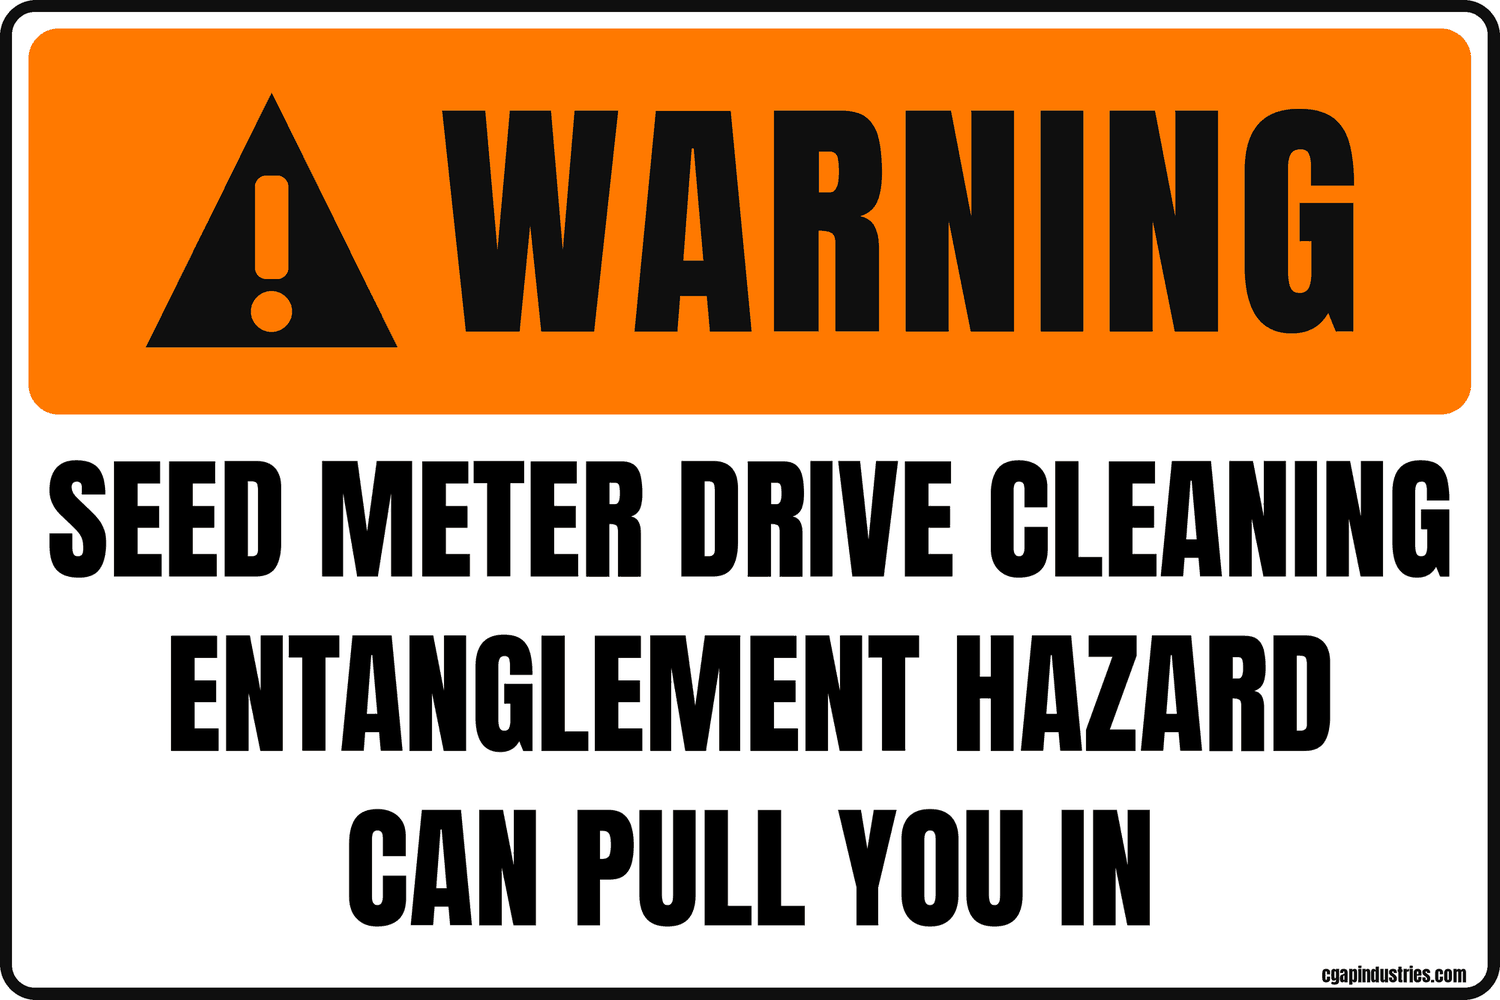 WARNING
SEED METER DRIVE CLEANING
ENTANGLEMENT HAZARD
CAN PULL YOU IN
cgapindustries.com